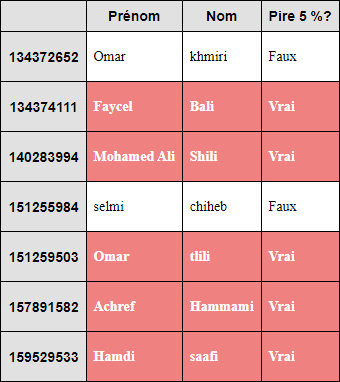 Prénom Nom Pire 5 %?
134372652 Omar khmiri Faux
134374111 Faycel Bali Vrai
140283994 Mohamed Ali Shili Vrai
151255984 selmi chiheb Faux
151259503 Omar tlili Vrai
157891582 Achref Hammami Vrai
159529533 Hamdi saafi Vrai